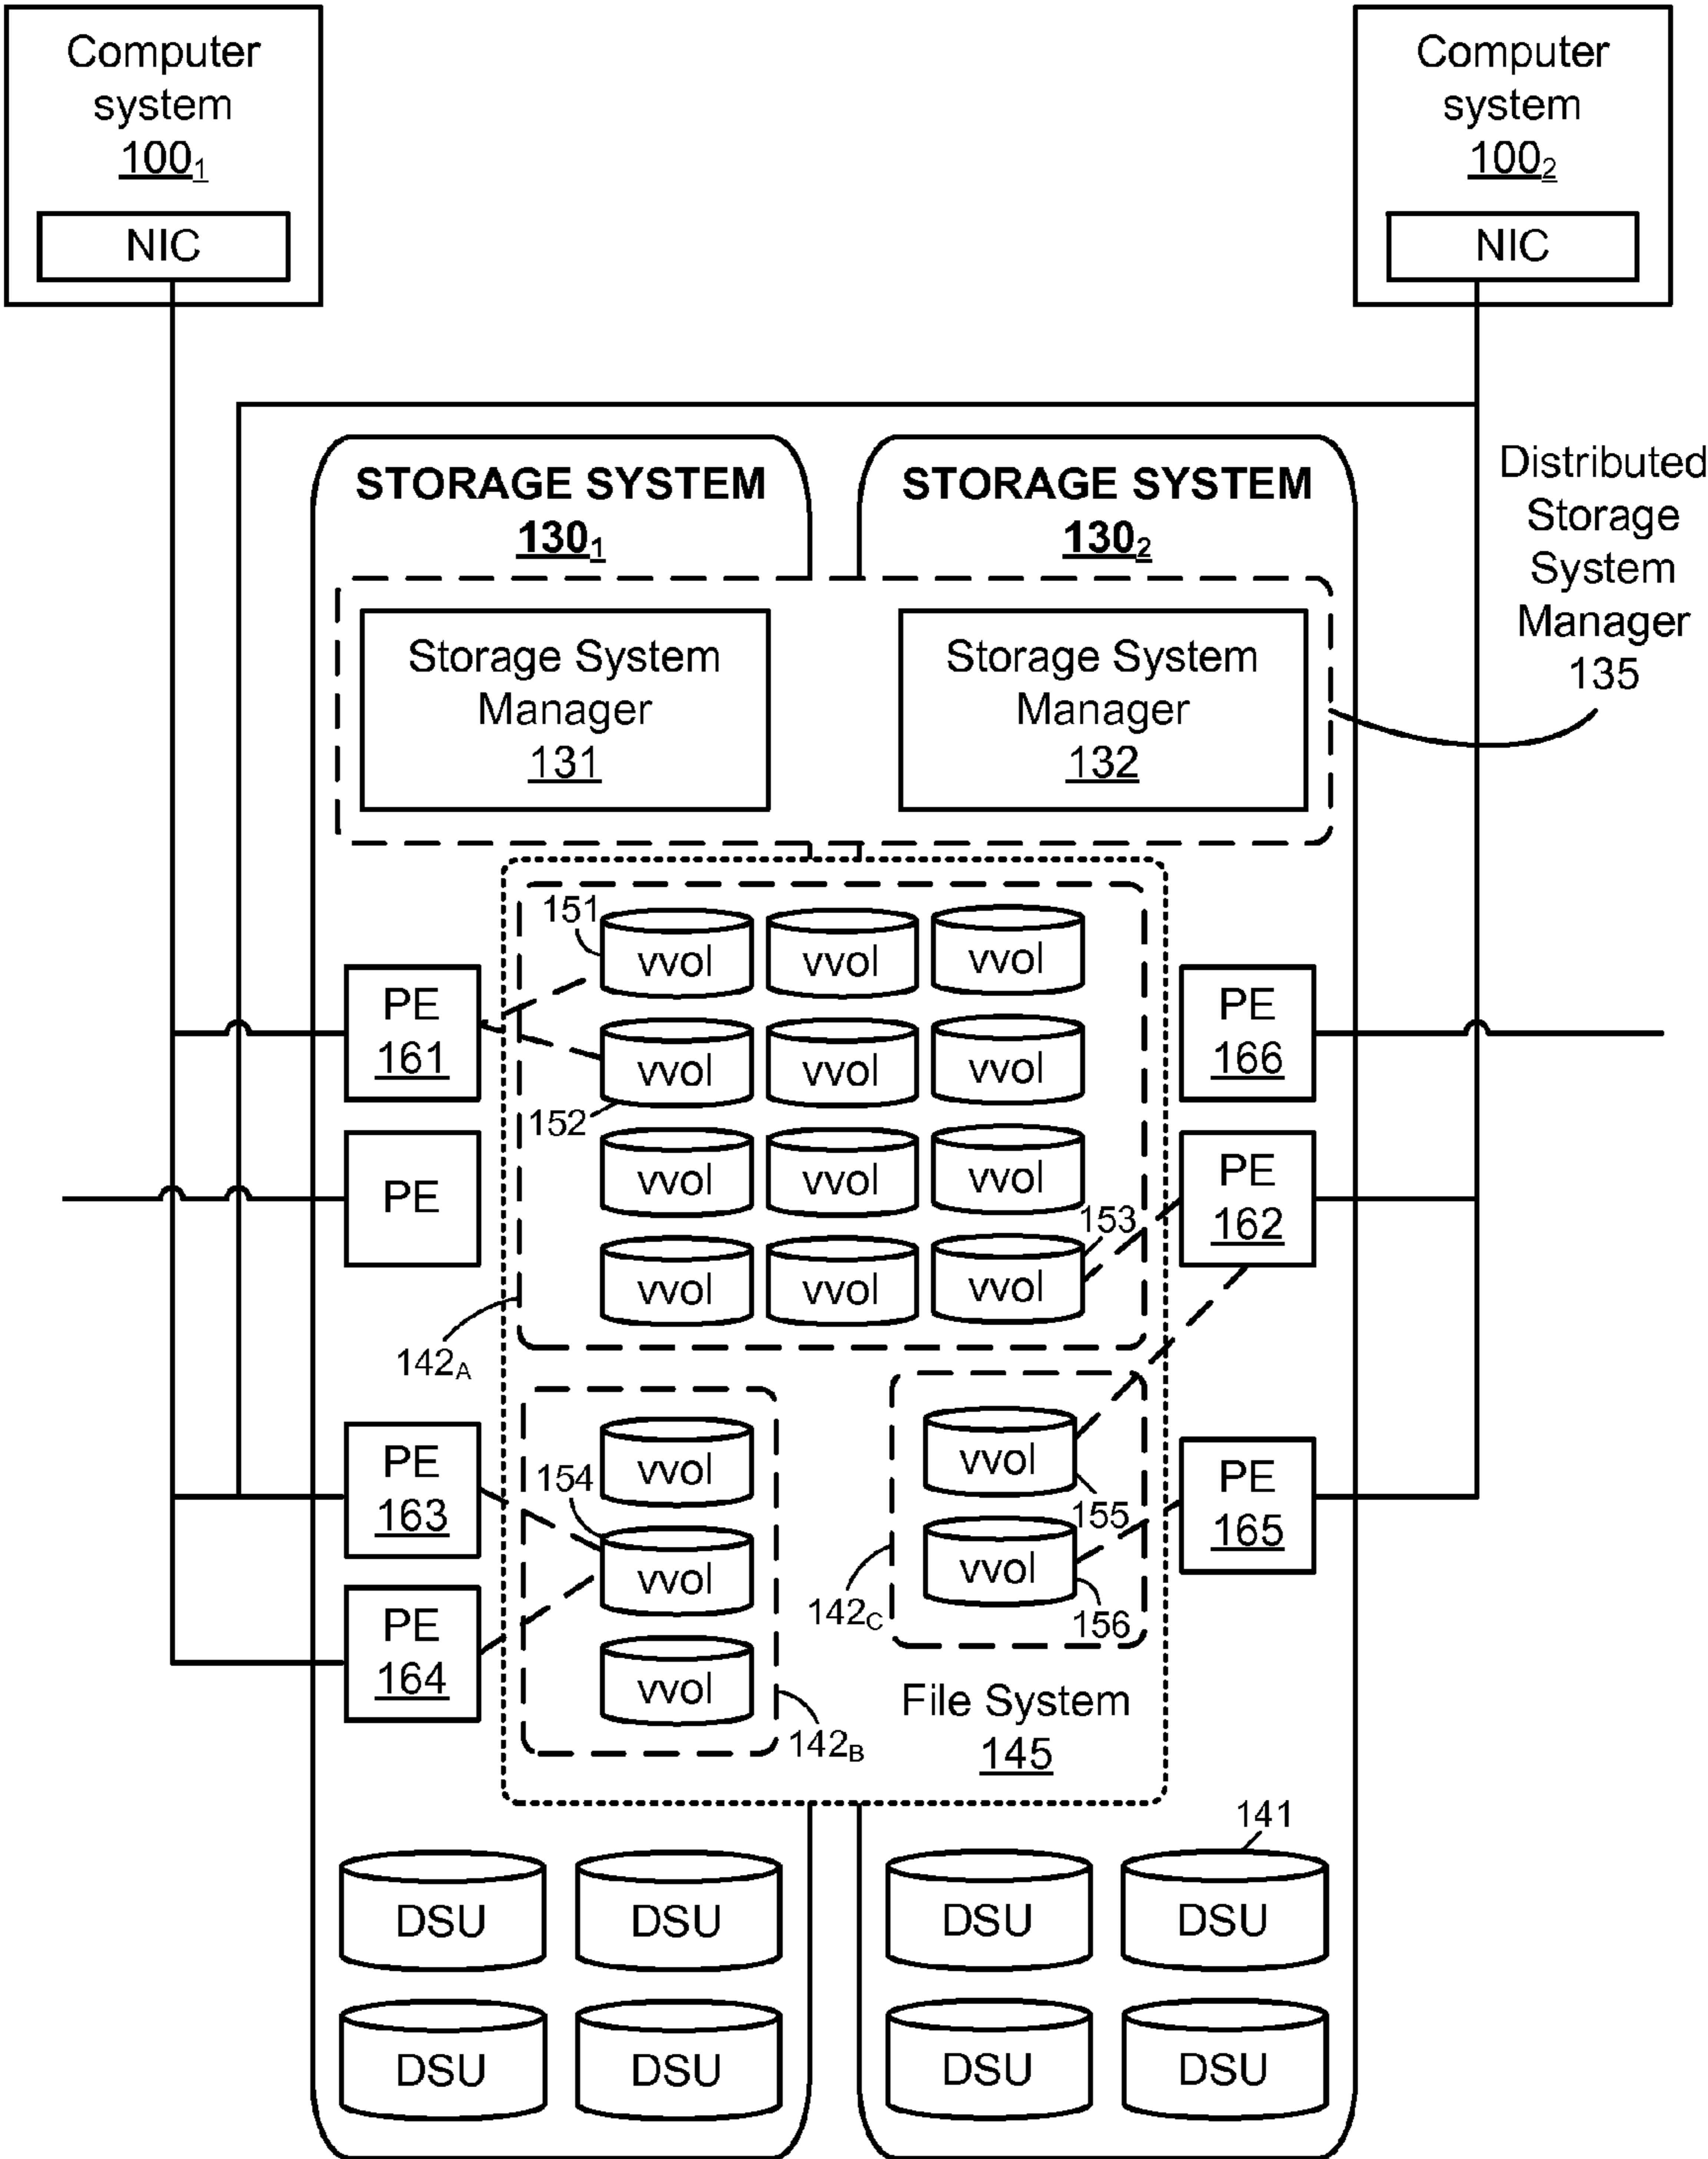 Computer
system
100₁
NIC
Computer
system
100₂
NIC
STORAGE SYSTEM
130₁
STORAGE SYSTEM
130₂
Distributed
Storage
System
Manager
135
Storage System
Manager
131
Storage System
Manager
132
151
vvol vvol vvol
PE
161
vvol vvol vvol
152
PE
166
PE
vvol vvol vvol
153
PE
162
vvol vvol vvol
142A
PE
163
154
vvol
vvol
vvol
PE
164
142B
vvol
155
vvol
156
142C
PE
165
File System
145
141
DSU DSU DSU DSU
DSU DSU DSU DSU